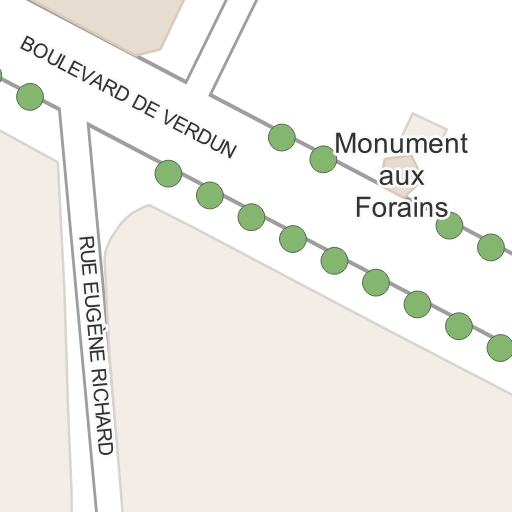 BOULEVARD DE VERDUN
Monument
aux
Forains
RUE EUGÈNE RICHARD